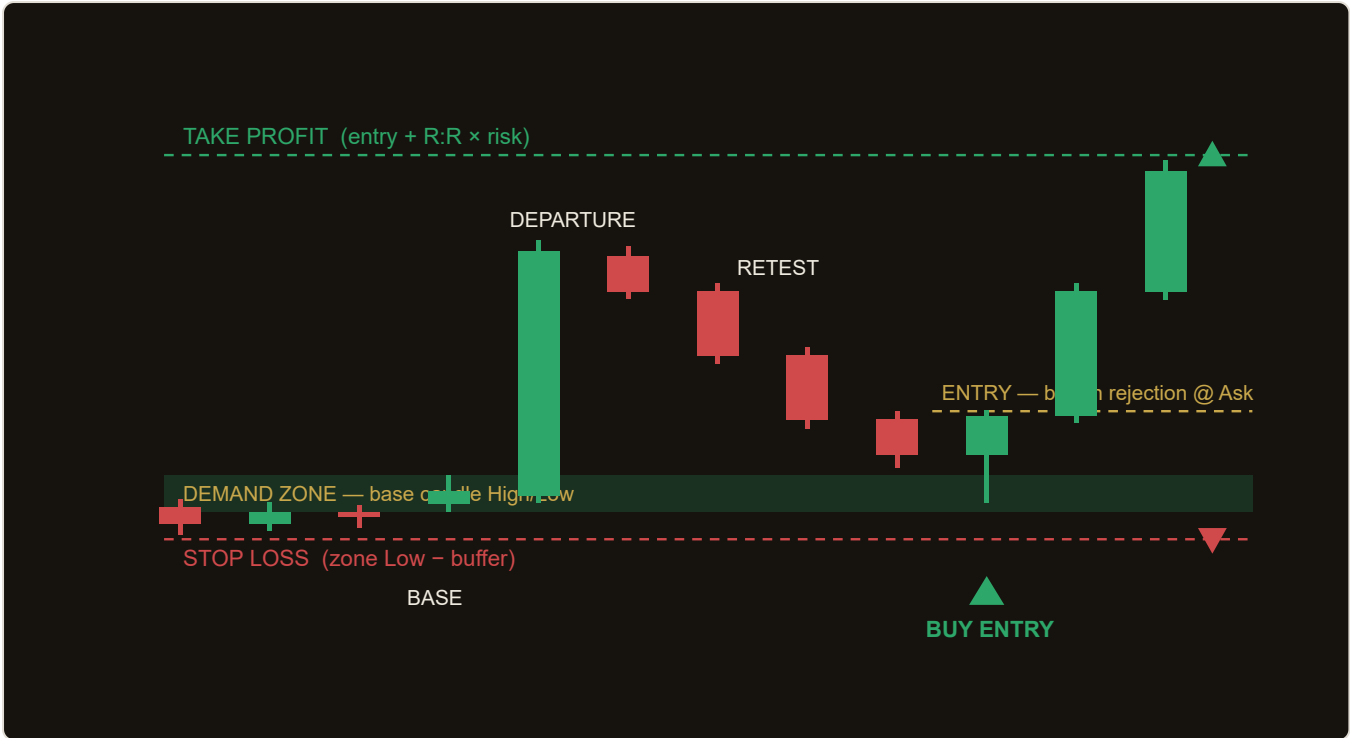 TAKE PROFIT (entry + R:R × risk)
DEPARTURE
RETEST
ENTRY — rejection @ Ask
DEMAND ZONE — base candle High/Low
STOP LOSS (zone Low − buffer)
BASE
BUY ENTRY